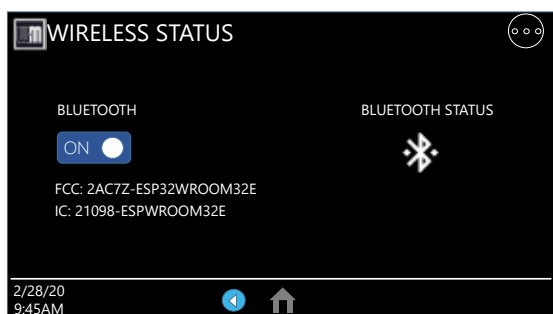 WIRELESS STATUS
BLUETOOTH
BLUETOOTH STATUS
ON
FCC: 2AC7Z-ESP32WROOM32E
IC: 21098-ESPWROOM32E
2/28/20
9:45AM